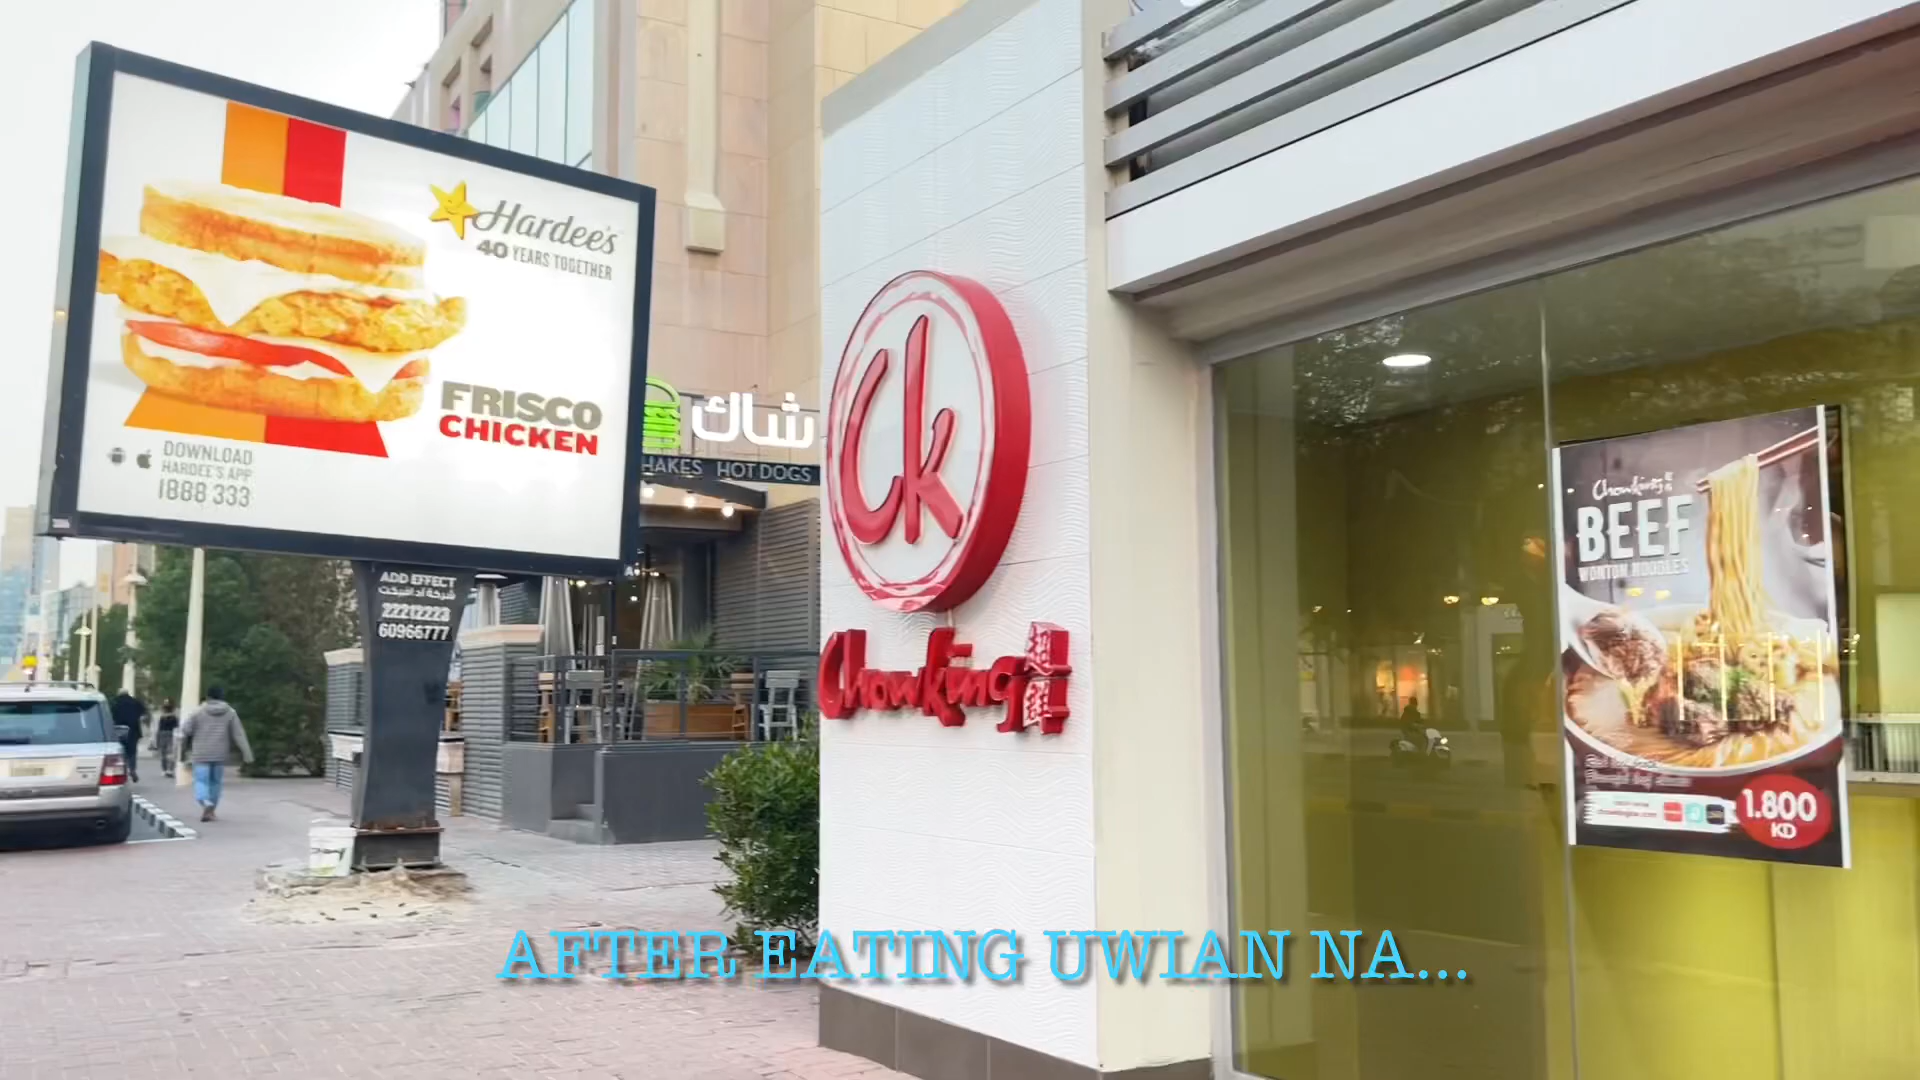 Hardee's
40 YEARS TOGETHER
FRISCO
CHICKEN
DOWNLOAD
HARDEE'S APP
1888 333
ADD EFFECT
شركة اد افيكت
22212223
60966777
شاك
HAKES HOT DOGS
Ck
Chowking
Chowking
BEEF
WONTON NOODLES
1.800
KD
AFTER EATING UWIAN NA...